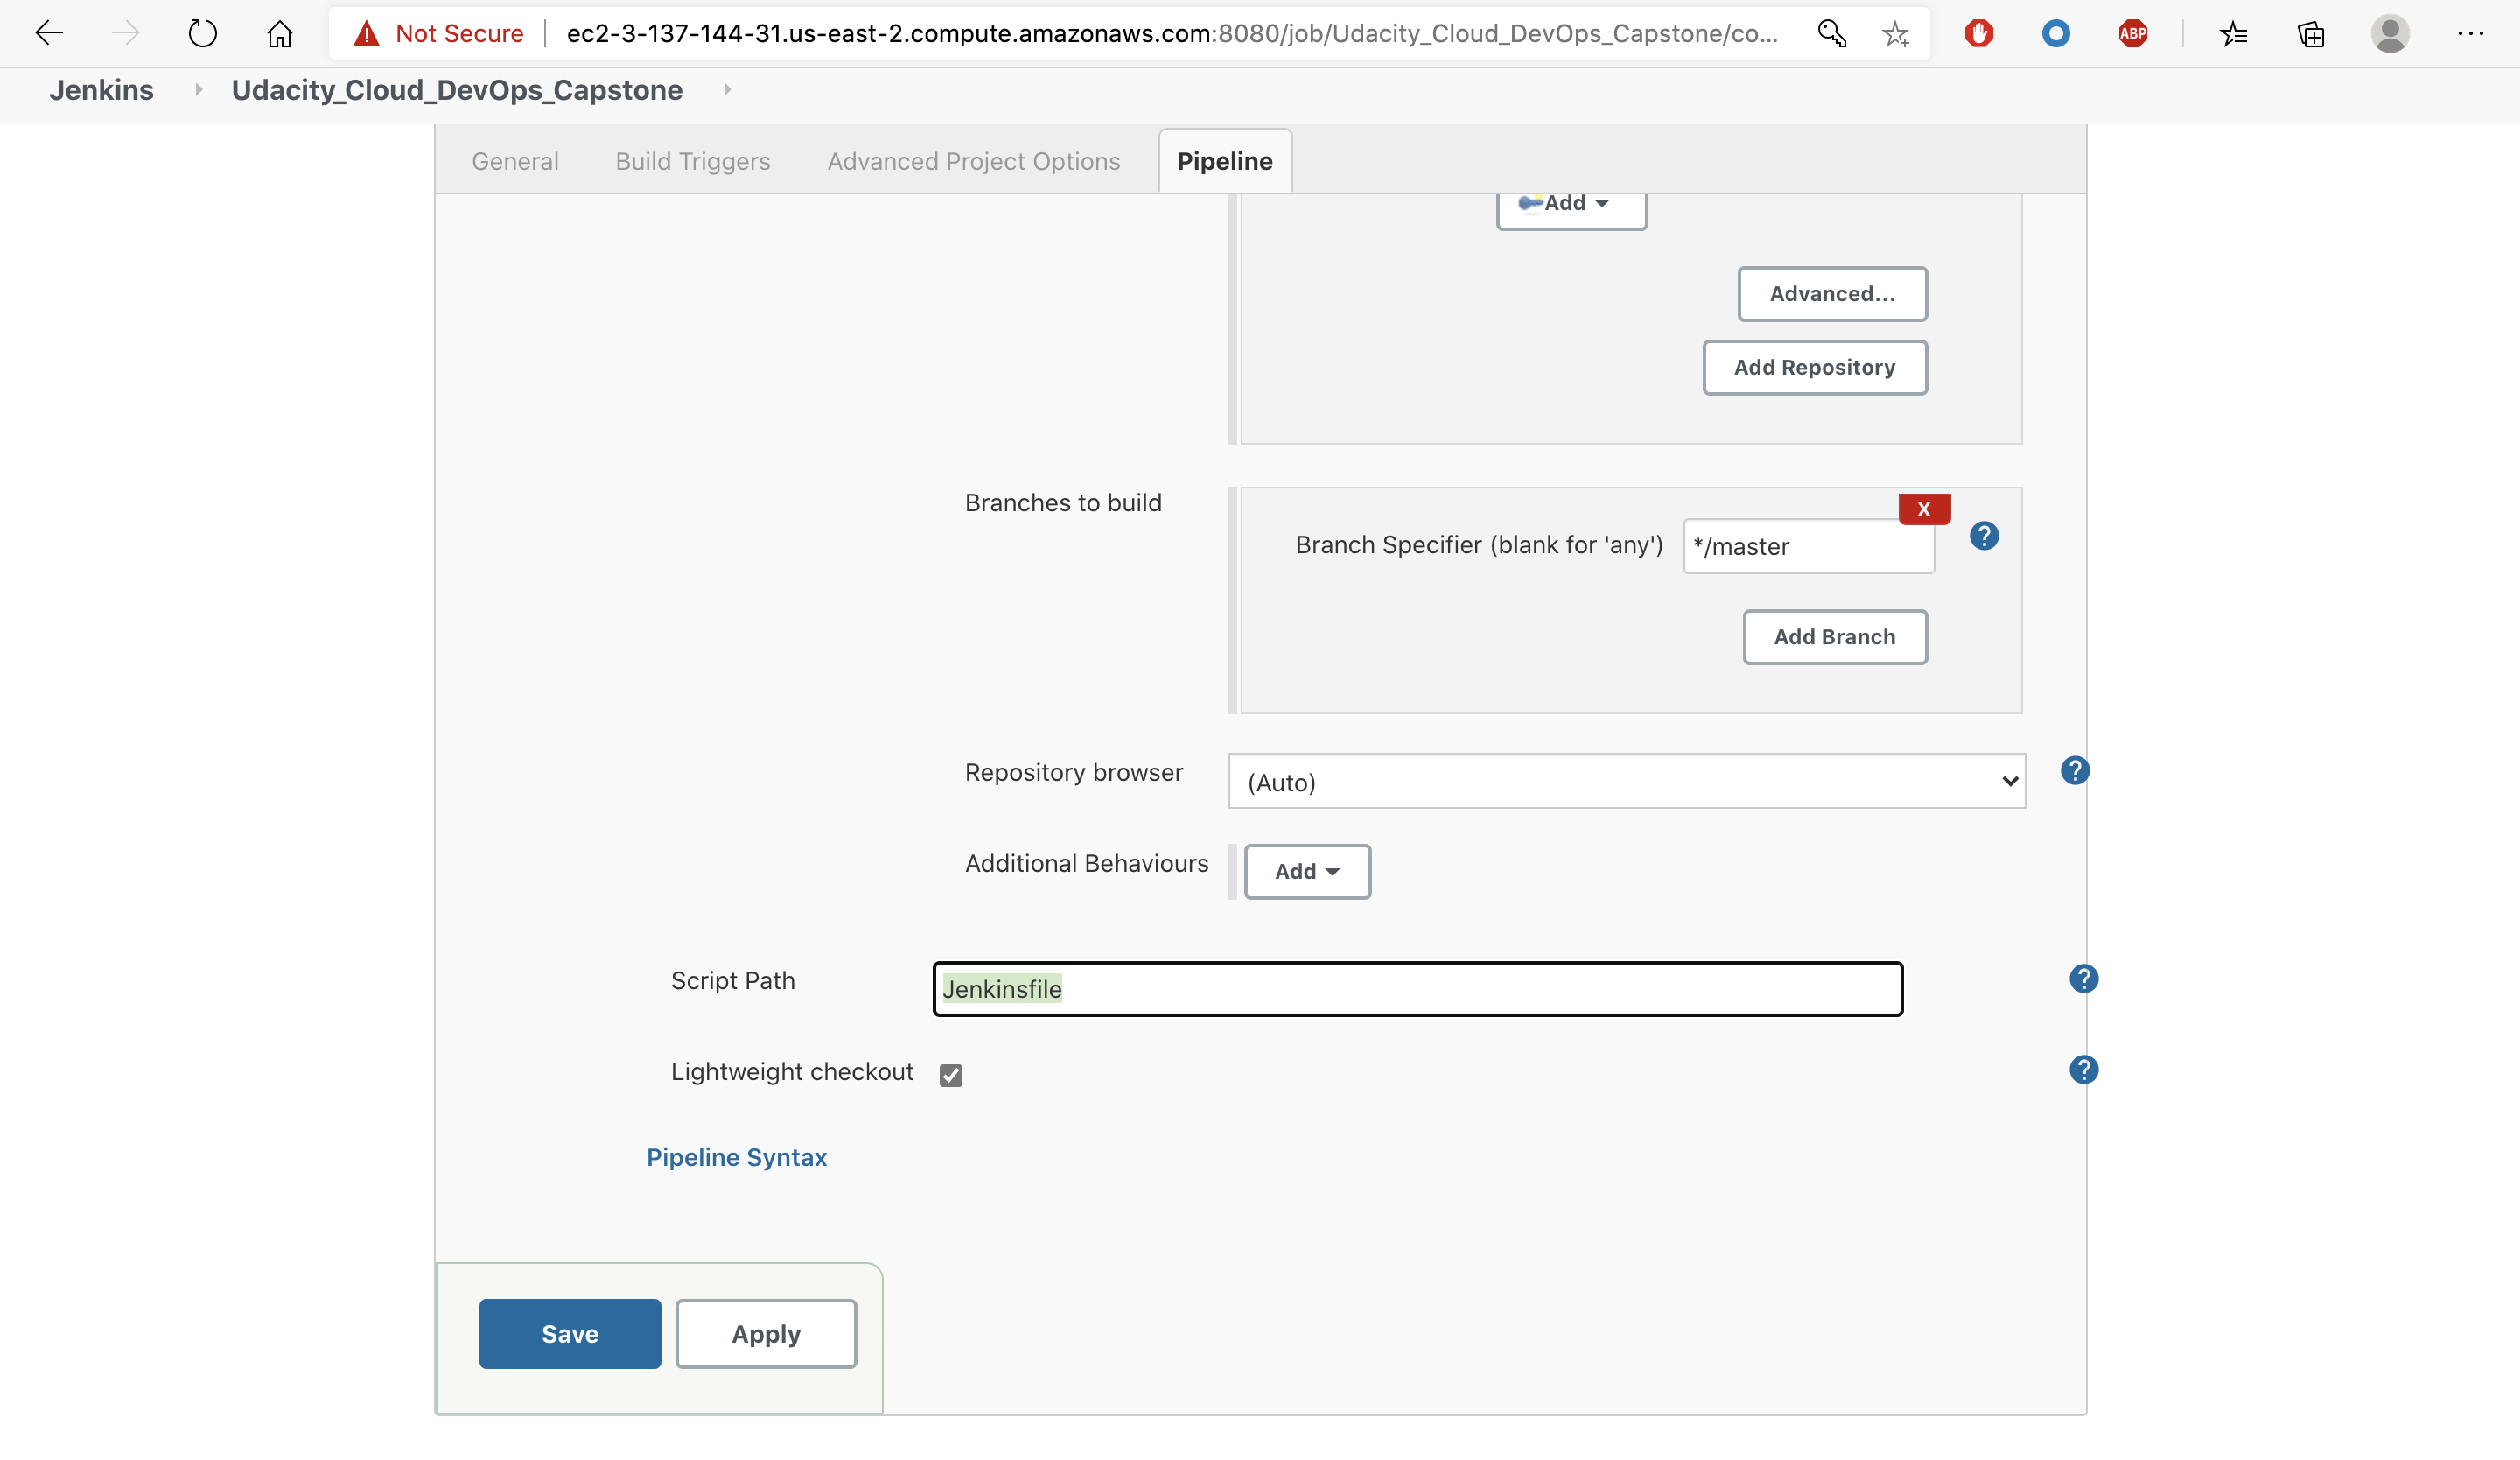 Not Secure ec2-3-137-144-31.us-east-2.compute.amazonaws.com:8080/job/Udacity_Cloud_DevOps_Capstone/co... ABP
Jenkins Udacity_Cloud_DevOps_Capstone
General Build Triggers Advanced Project Options Pipeline
Add
Advanced...
Add Repository
Branches to build
X
Branch Specifier (blank for 'any') */master ?
Add Branch
Repository browser (Auto) ?
Additional Behaviours Add
Script Path Jenkinsfile ?
Lightweight checkout ?
Pipeline Syntax
Save Apply